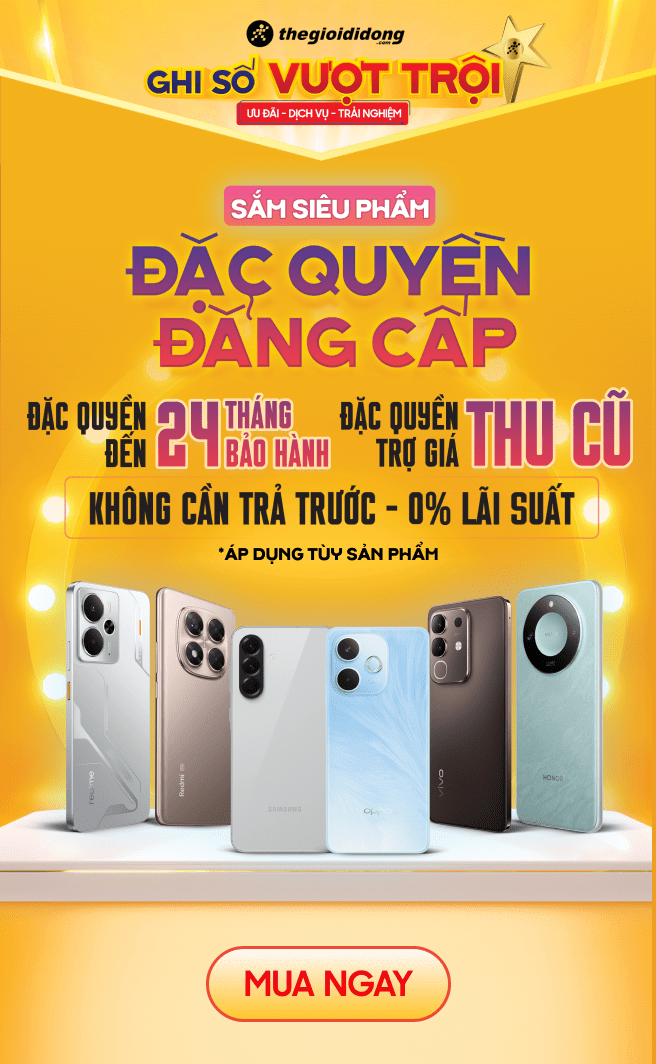 thegioididong
.com
GHI SỐ VƯỢT TRỘI
ƯU ĐÃI - DỊCH VỤ - TRẢI NGHIỆM
SẮM SIÊU PHẨM
ĐẶC QUYỀN
ĐẲNG CẤP
ĐẶC QUYỀN ĐẾN 24 THÁNG BẢO HÀNH
ĐẶC QUYỀN TRỢ GIÁ THU CŨ
KHÔNG CẦN TRẢ TRƯỚC - 0% LÃI SUẤT
*ÁP DỤNG TÙY SẢN PHẨM
realme
Redmi
SAMSUNG
OPPO
vivo
HONOR
MUA NGAY